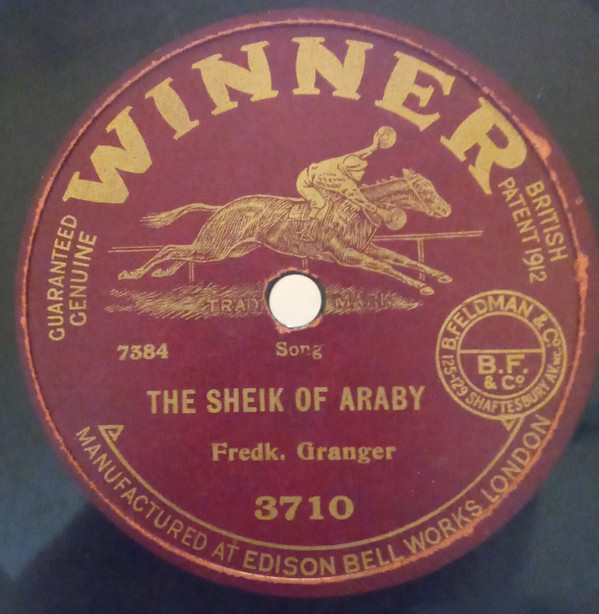 WINNER
GUARANTEED
GENUINE
BRITISH
PATENT 1912
TRADE MARK
7384
Song
B. FELDMAN & Co.
B.F.
& Co
125-129 SHAFTESBURY AV.
THE SHEIK OF ARABY
Fredk. Granger
3710
MANUFACTURED AT EDISON BELL WORKS LONDON